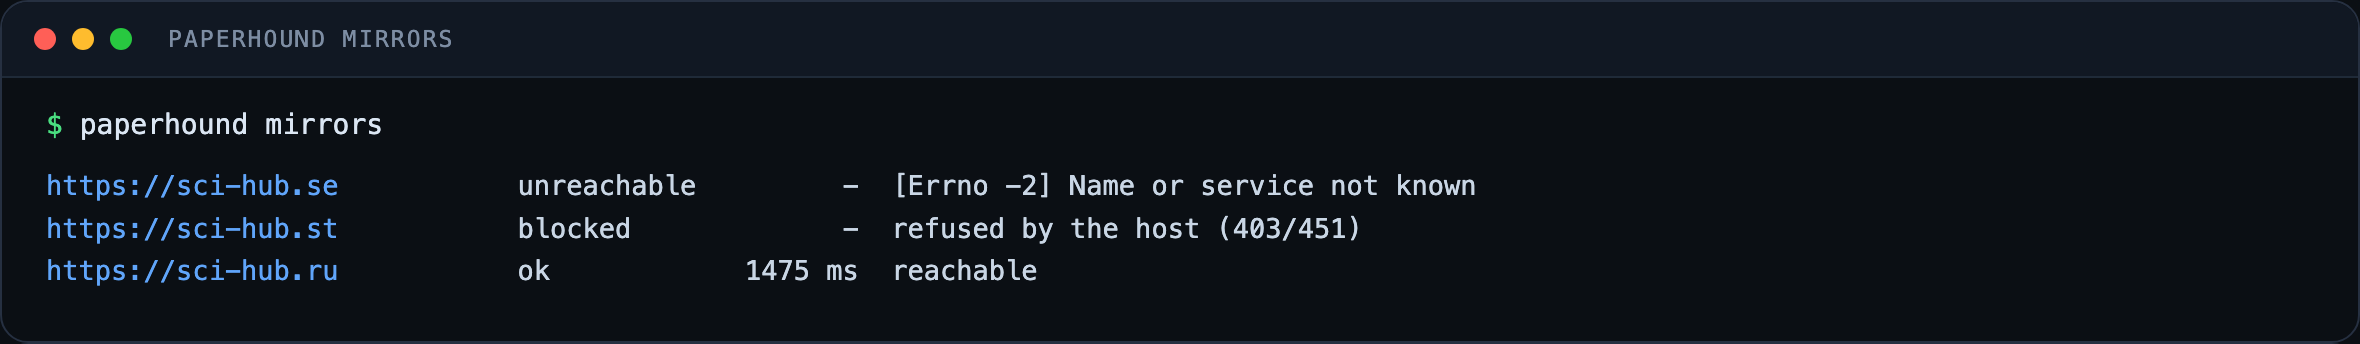 PAPERHOUND MIRRORS
$ paperhound mirrors
https://sci-hub.se unreachable – [Errno -2] Name or service not known
https://sci-hub.st blocked – refused by the host (403/451)
https://sci-hub.ru ok 1475 ms reachable